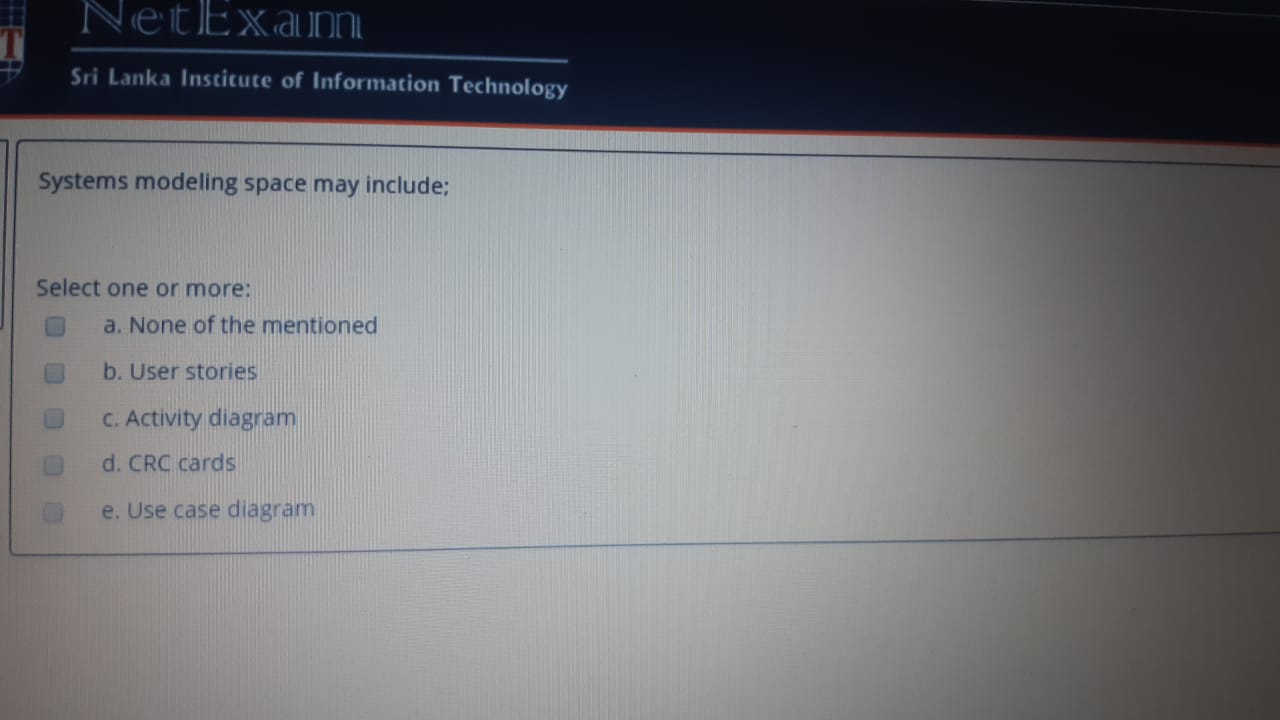 NetExam
T
Sri Lanka Institute of Information Technology
Systems modeling space may include;
Select one or more:
a. None of the mentioned
b. User stories
c. Activity diagram
d. CRC cards
e. Use case diagram